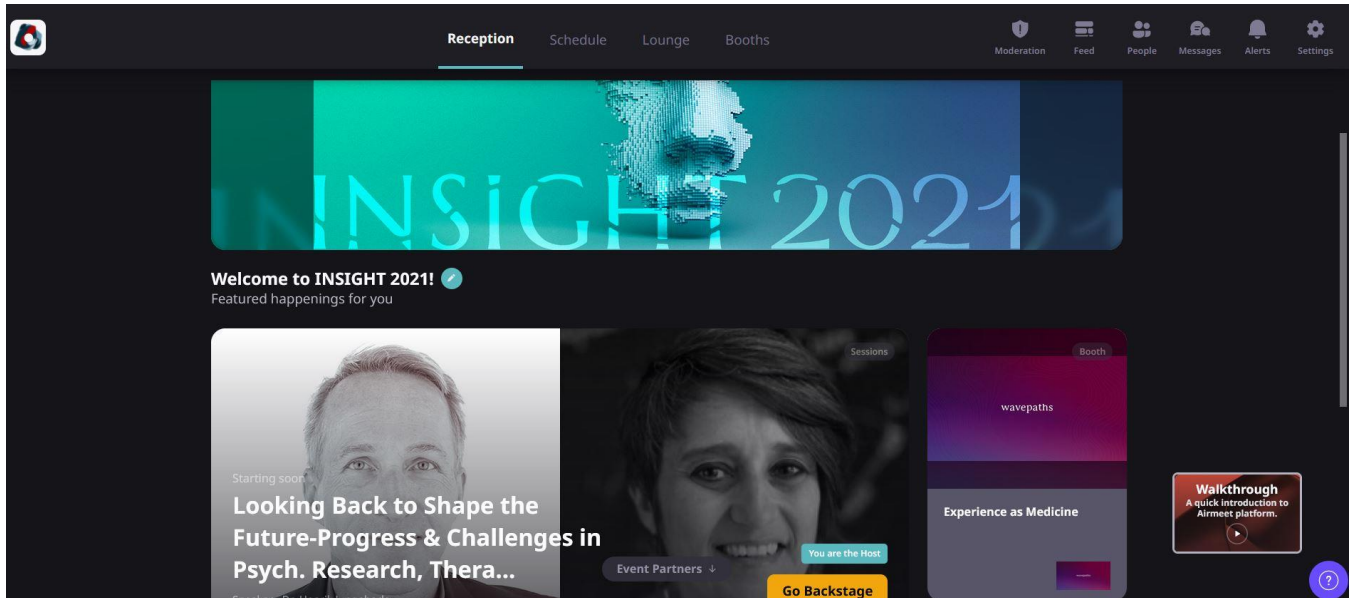 Reception
Schedule
Lounge
Booths
Moderation
Feed
People
Messages
Alerts
Settings
INSiGHT 2021
Welcome to INSIGHT 2021!
Featured happenings for you
Sessions
Starting soon
Looking Back to Shape the
Future-Progress & Challenges in
Psych. Research, Thera...
You are the Host
Event Partners ↓
Go Backstage
Booth
wavepaths
Experience as Medicine
Walkthrough
A quick introduction to
Airmeet platform.
?